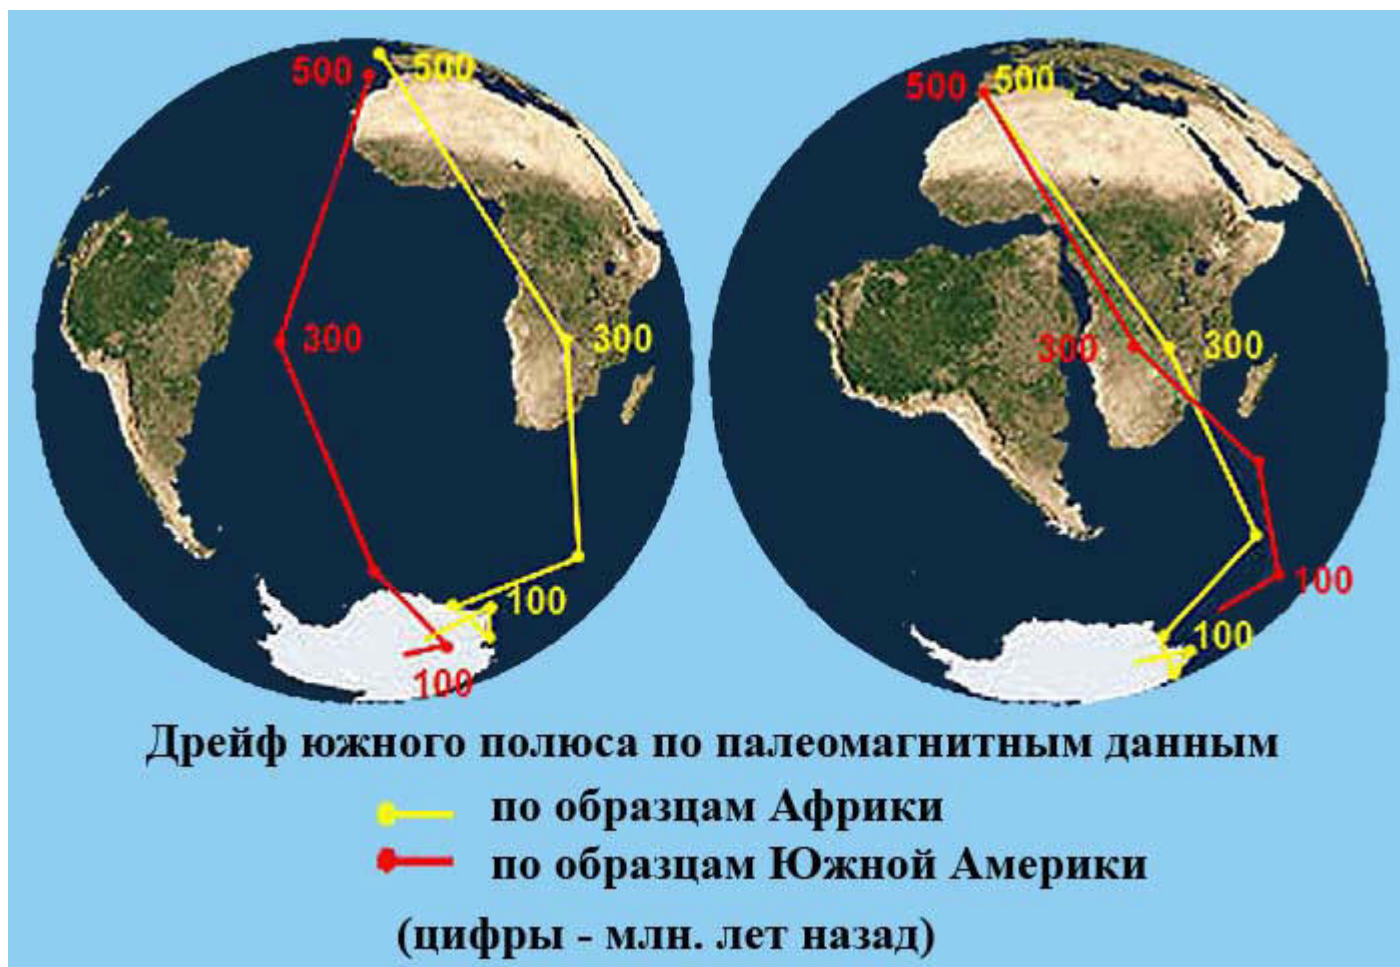 500 500 500 500
300 300 300 300
100 100
100 100
Дрейф южного полюса по палеомагнитным данным
по образцам Африки
по образцам Южной Америки
(цифры - млн. лет назад)